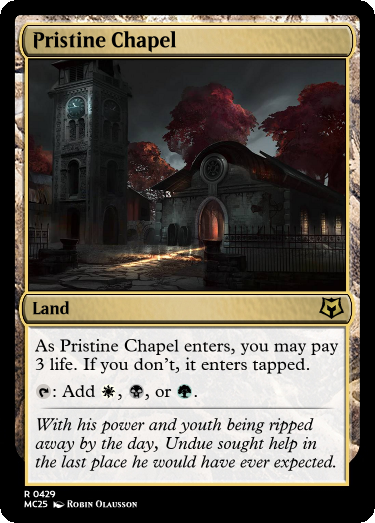 Pristine Chapel
Land
As Pristine Chapel enters, you may pay
3 life. If you don't, it enters tapped.
: Add , , or .
With his power and youth being ripped
away by the day, Undue sought help in
the last place he would have ever expected.
R 0429
MC25 Robin Olausson